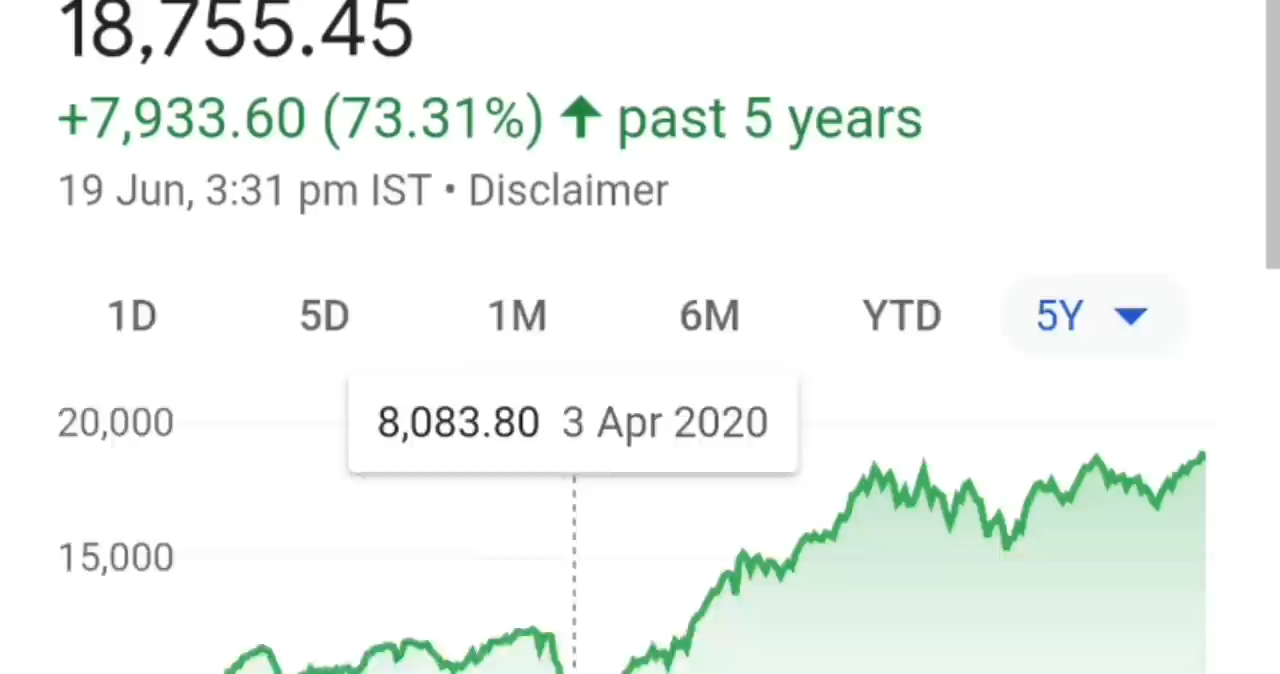 18,755.45
+7,933.60 (73.31%) ↑ past 5 years
19 Jun, 3:31 pm IST • Disclaimer
1D 5D 1M 6M YTD 5Y
8,083.80 3 Apr 2020
20,000
15,000